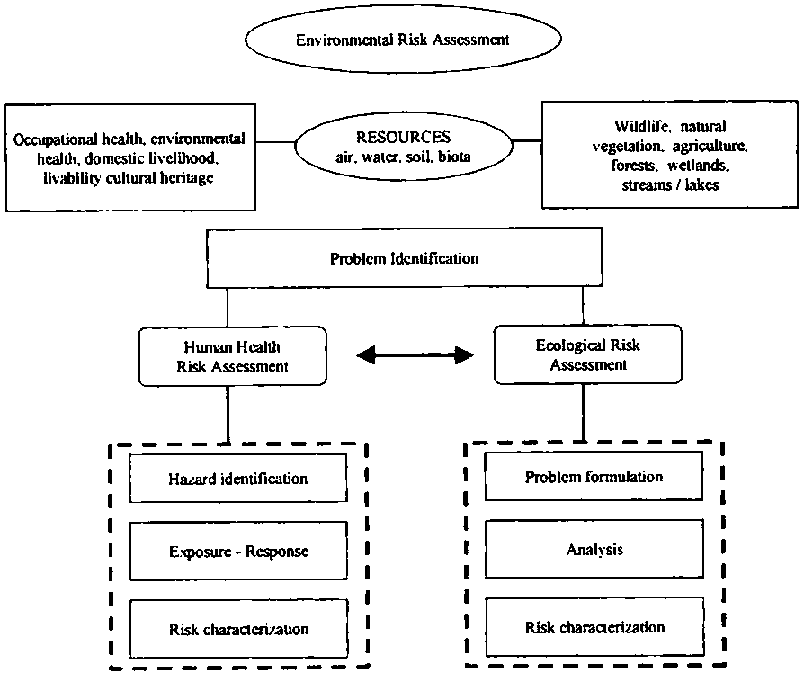 Environmental Risk Assessment
Occupational health, environmental
health, domestic livelihood,
livability cultural heritage
RESOURCES
air, water, soil, biota
Wildlife, natural
vegetation, agriculture,
forests, wetlands,
streams / lakes
Problem Identification
Human Health
Risk Assessment
Ecological Risk
Assessment
Hazard identification
Exposure - Response
Risk characterization
Problem formulation
Analysis
Risk characterization